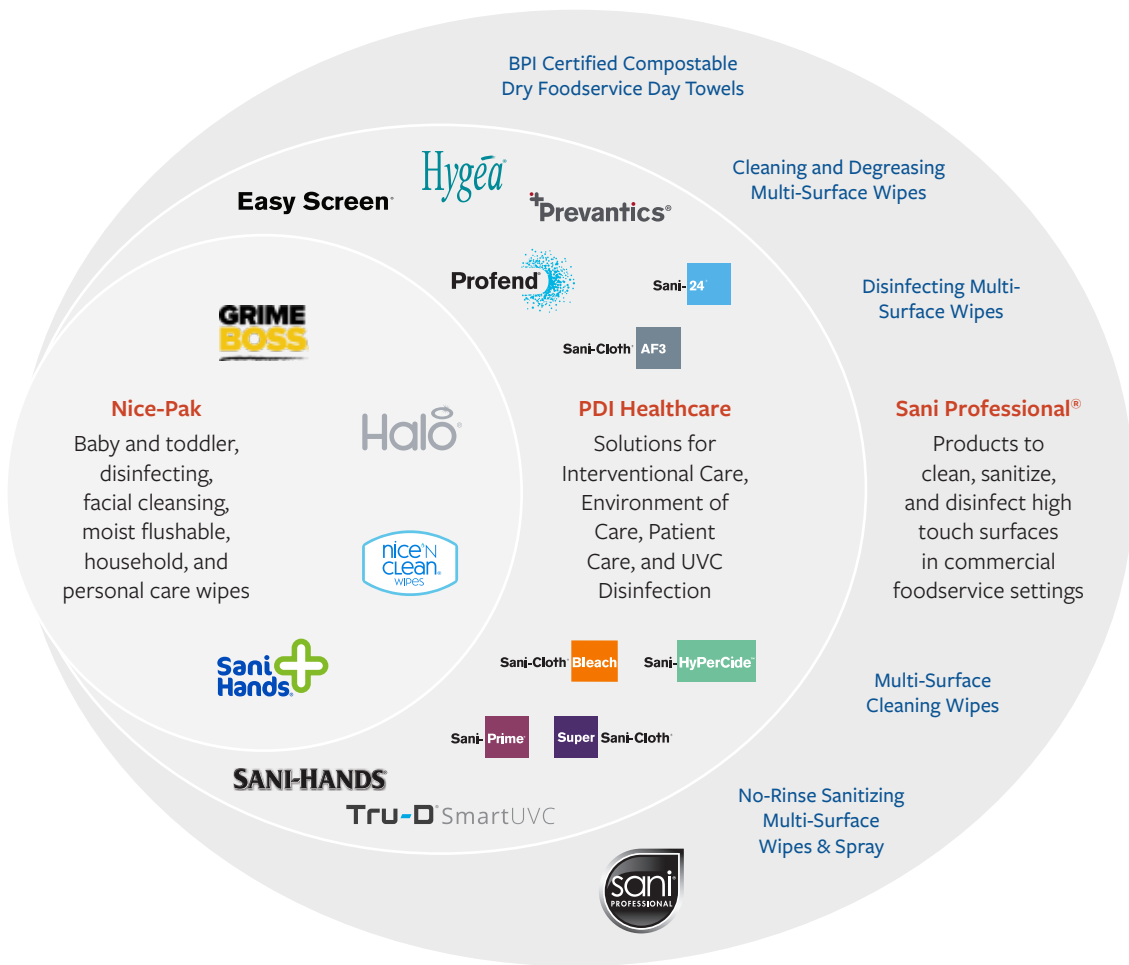 BPI Certified Compostable
Dry Foodservice Day Towels
Hygēa®
Cleaning and Degreasing
Multi-Surface Wipes
Easy Screen®
Prevantics®
Profend®
Sani-24®
Disinfecting Multi-
Surface Wipes
GRIME
BOSS
Sani-Cloth® AF3
Nice-Pak
Baby and toddler,
disinfecting,
facial cleansing,
moist flushable,
household, and
personal care wipes
Halo®
nice'N
CLEAN®
WIPES
PDI Healthcare
Solutions for
Interventional Care,
Environment of
Care, Patient
Care, and UVC
Disinfection
Sani Professional®
Products to
clean, sanitize,
and disinfect high
touch surfaces
in commercial
foodservice settings
Sani
Hands®
Sani-Cloth® Bleach
Sani-HyPerCide™
Multi-Surface
Cleaning Wipes
Sani-Prime®
Super Sani-Cloth®
SANI-HANDS®
Tru-D® SmartUVC
No-Rinse Sanitizing
Multi-Surface
Wipes & Spray
sani®
PROFESSIONAL